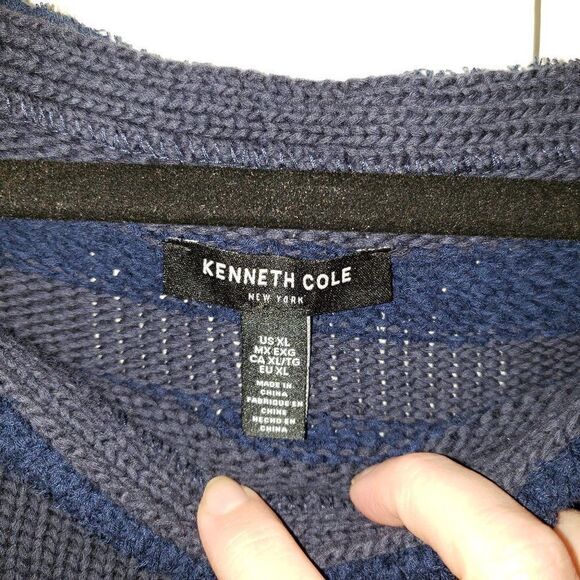 KENNETH COLE
NEW YORK
US XL
MX EXG
CA XL/TG
EU XL
MADE IN
CHINA
FABRIQUE EN
CHINE
HECHO EN
CHINA